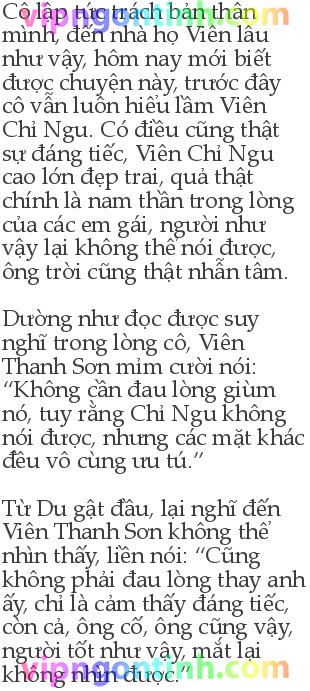 vipngontinh.com
Cô lập tức trách bản thân
mình, đến nhà họ Viên lâu
như vậy, hôm nay mới biết
được chuyện này, trước đây
cô vẫn luôn hiểu lầm Viên
Chỉ Ngu. Có điều cũng thật
sự đáng tiếc, Viên Chỉ Ngu
cao lớn đẹp trai, quả thật
chính là nam thần trong lòng
của các em gái, người như
vậy lại không thể nói được,
ông trời cũng thật nhẫn tâm.
Dường như đọc được suy
nghĩ trong lòng cô, Viên
Thanh Sơn mỉm cười nói:
“Không cần đau lòng giùm
nó, tuy rằng Chỉ Ngu không
nói được, nhưng các mặt khác
đều vô cùng ưu tú.”
Từ Du gật đầu, lại nghĩ đến
Viên Thanh Sơn không thể
nhìn thấy, liền nói: “Cũng
không phải đau lòng thay anh
ấy, chỉ là cảm thấy đáng tiếc,
còn cả, ông cố, ông cũng vậy,
người tốt như vậy, mắt lại
không nhìn được.”
vipngontinh.com